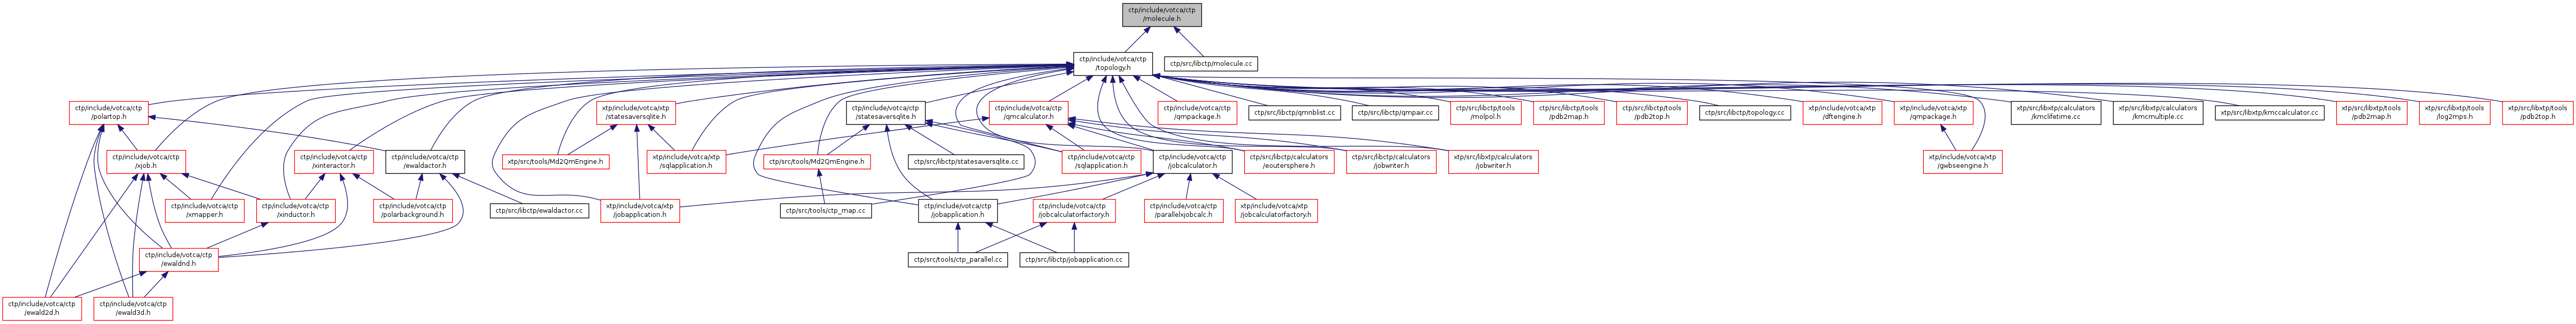 ctp/include/votca/ctp
/molecule.h
ctp/include/votca/ctp
/topology.h
ctp/src/libctp/molecule.cc
ctp/include/votca/ctp
/polartop.h
xtp/include/votca/xtp
/statesaversqlite.h
ctp/include/votca/ctp
/statesaversqlite.h
ctp/include/votca/ctp
/qmcalculator.h
ctp/include/votca/ctp
/qmpackage.h
ctp/src/libctp/qmnblist.cc
ctp/src/libctp/qmpair.cc
ctp/src/libctp/tools
/molpol.h
ctp/src/libctp/tools
/pdb2map.h
ctp/src/libctp/tools
/pdb2top.h
ctp/src/libctp/topology.cc
xtp/include/votca/xtp
/dftengine.h
xtp/include/votca/xtp
/qmpackage.h
xtp/src/libxtp/calculators
/kmclifetime.cc
xtp/src/libxtp/calculators
/kmcmultiple.cc
xtp/src/libxtp/kmccalculator.cc
xtp/src/libxtp/tools
/pdb2map.h
xtp/src/libxtp/tools
/log2mps.h
xtp/src/libxtp/tools
/pdb2top.h
ctp/include/votca/ctp
/xjob.h
ctp/include/votca/ctp
/xinteractor.h
ctp/include/votca/ctp
/ewaldactor.h
xtp/src/tools/Md2QmEngine.h
xtp/include/votca/xtp
/sqlapplication.h
ctp/src/tools/Md2QmEngine.h
ctp/src/libctp/statesaversqlite.cc
ctp/include/votca/ctp
/sqlapplication.h
ctp/include/votca/ctp
/jobcalculator.h
ctp/src/libctp/calculators
/eoutersphere.h
ctp/src/libctp/calculators
/jobwriter.h
xtp/src/libxtp/calculators
/jobwriter.h
xtp/include/votca/xtp
/gwbseengine.h
ctp/include/votca/ctp
/xmapper.h
ctp/include/votca/ctp
/xinductor.h
ctp/include/votca/ctp
/polarbackground.h
ctp/src/libctp/ewaldactor.cc
xtp/include/votca/xtp
/jobapplication.h
ctp/src/tools/ctp_map.cc
ctp/include/votca/ctp
/jobapplication.h
ctp/include/votca/ctp
/jobcalculatorfactory.h
ctp/include/votca/ctp
/parallelxjobcalc.h
xtp/include/votca/xtp
/jobcalculatorfactory.h
ctp/include/votca/ctp
/ewaldnd.h
ctp/src/tools/ctp_parallel.cc
ctp/src/libctp/jobapplication.cc
ctp/include/votca/ctp
/ewald2d.h
ctp/include/votca/ctp
/ewald3d.h